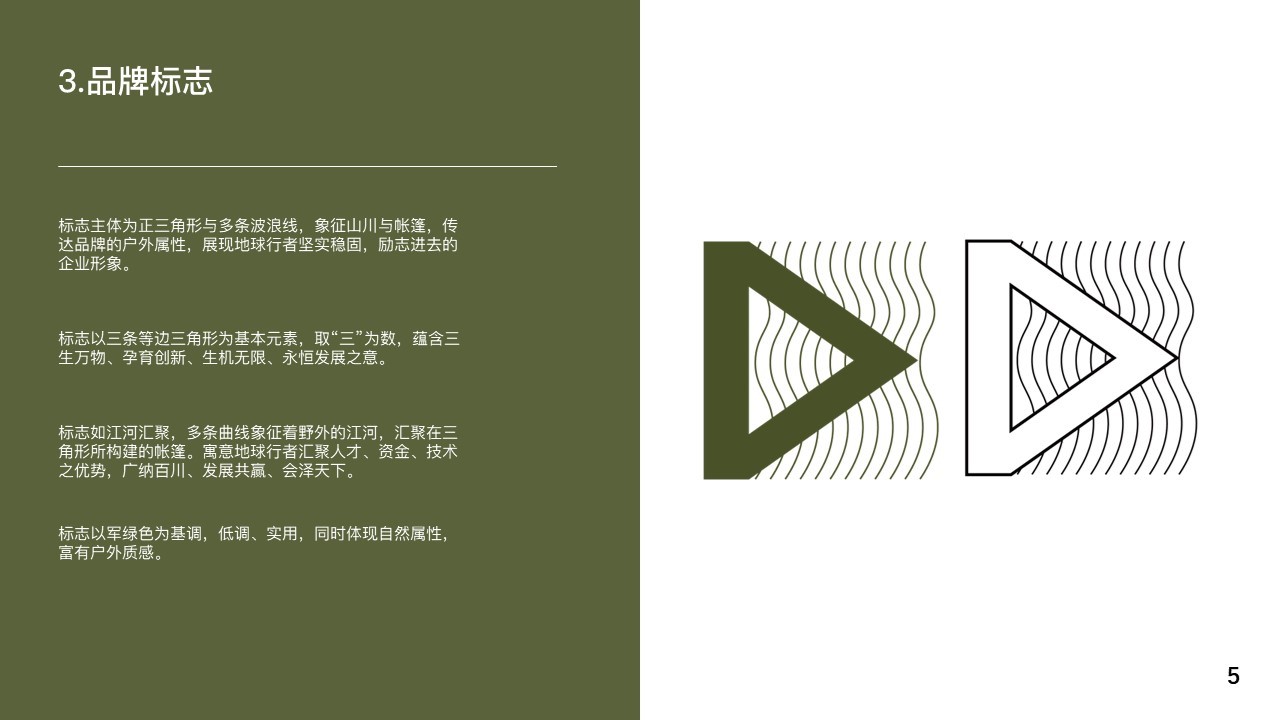 3.品牌标志
标志主体为正三角形与多条波浪线，象征山川与帐篷，传
达品牌的户外属性，展现地球行者坚实稳固，励志进去的
企业形象。
标志以三条等边三角形为基本元素，取“三”为数，蕴含三
生万物、孕育创新、生机无限、永恒发展之意。
标志如江河汇聚，多条曲线象征着野外的江河，汇聚在三
角形所构建的帐篷。寓意地球行者汇聚人才、资金、技术
之优势，广纳百川、发展共赢、会泽天下。
标志以军绿色为基调，低调、实用，同时体现自然属性，
富有户外质感。
5